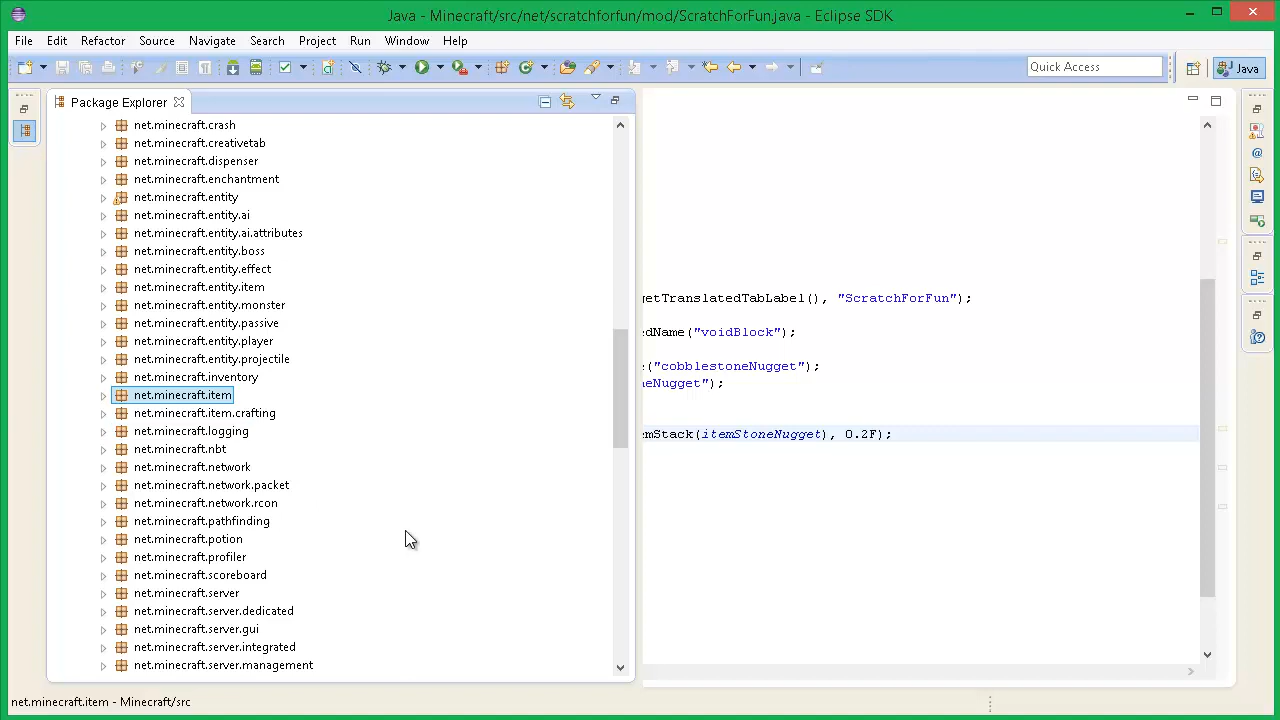 Java - Minecraft/src/net/scratchforfun/mod/ScratchForFun.java - Eclipse SDK
File Edit Refactor Source Navigate Search Project Run Window Help
Quick Access
Java
Package Explorer
net.minecraft.crash
net.minecraft.creativetab
net.minecraft.dispenser
net.minecraft.enchantment
net.minecraft.entity
net.minecraft.entity.ai
net.minecraft.entity.ai.attributes
net.minecraft.entity.boss
net.minecraft.entity.effect
net.minecraft.entity.item
net.minecraft.entity.monster
net.minecraft.entity.passive
net.minecraft.entity.player
net.minecraft.entity.projectile
net.minecraft.inventory
net.minecraft.item
net.minecraft.item.crafting
net.minecraft.logging
net.minecraft.nbt
net.minecraft.network
net.minecraft.network.packet
net.minecraft.network.rcon
net.minecraft.pathfinding
net.minecraft.potion
net.minecraft.profiler
net.minecraft.scoreboard
net.minecraft.server
net.minecraft.server.dedicated
net.minecraft.server.gui
net.minecraft.server.integrated
net.minecraft.server.management
getTranslatedTabLabel(), "ScratchForFun");
edName("voidBlock");
("cobblestoneNugget");
neNugget");
emStack(itemStoneNugget), 0.2F);
net.minecraft.item - Minecraft/src